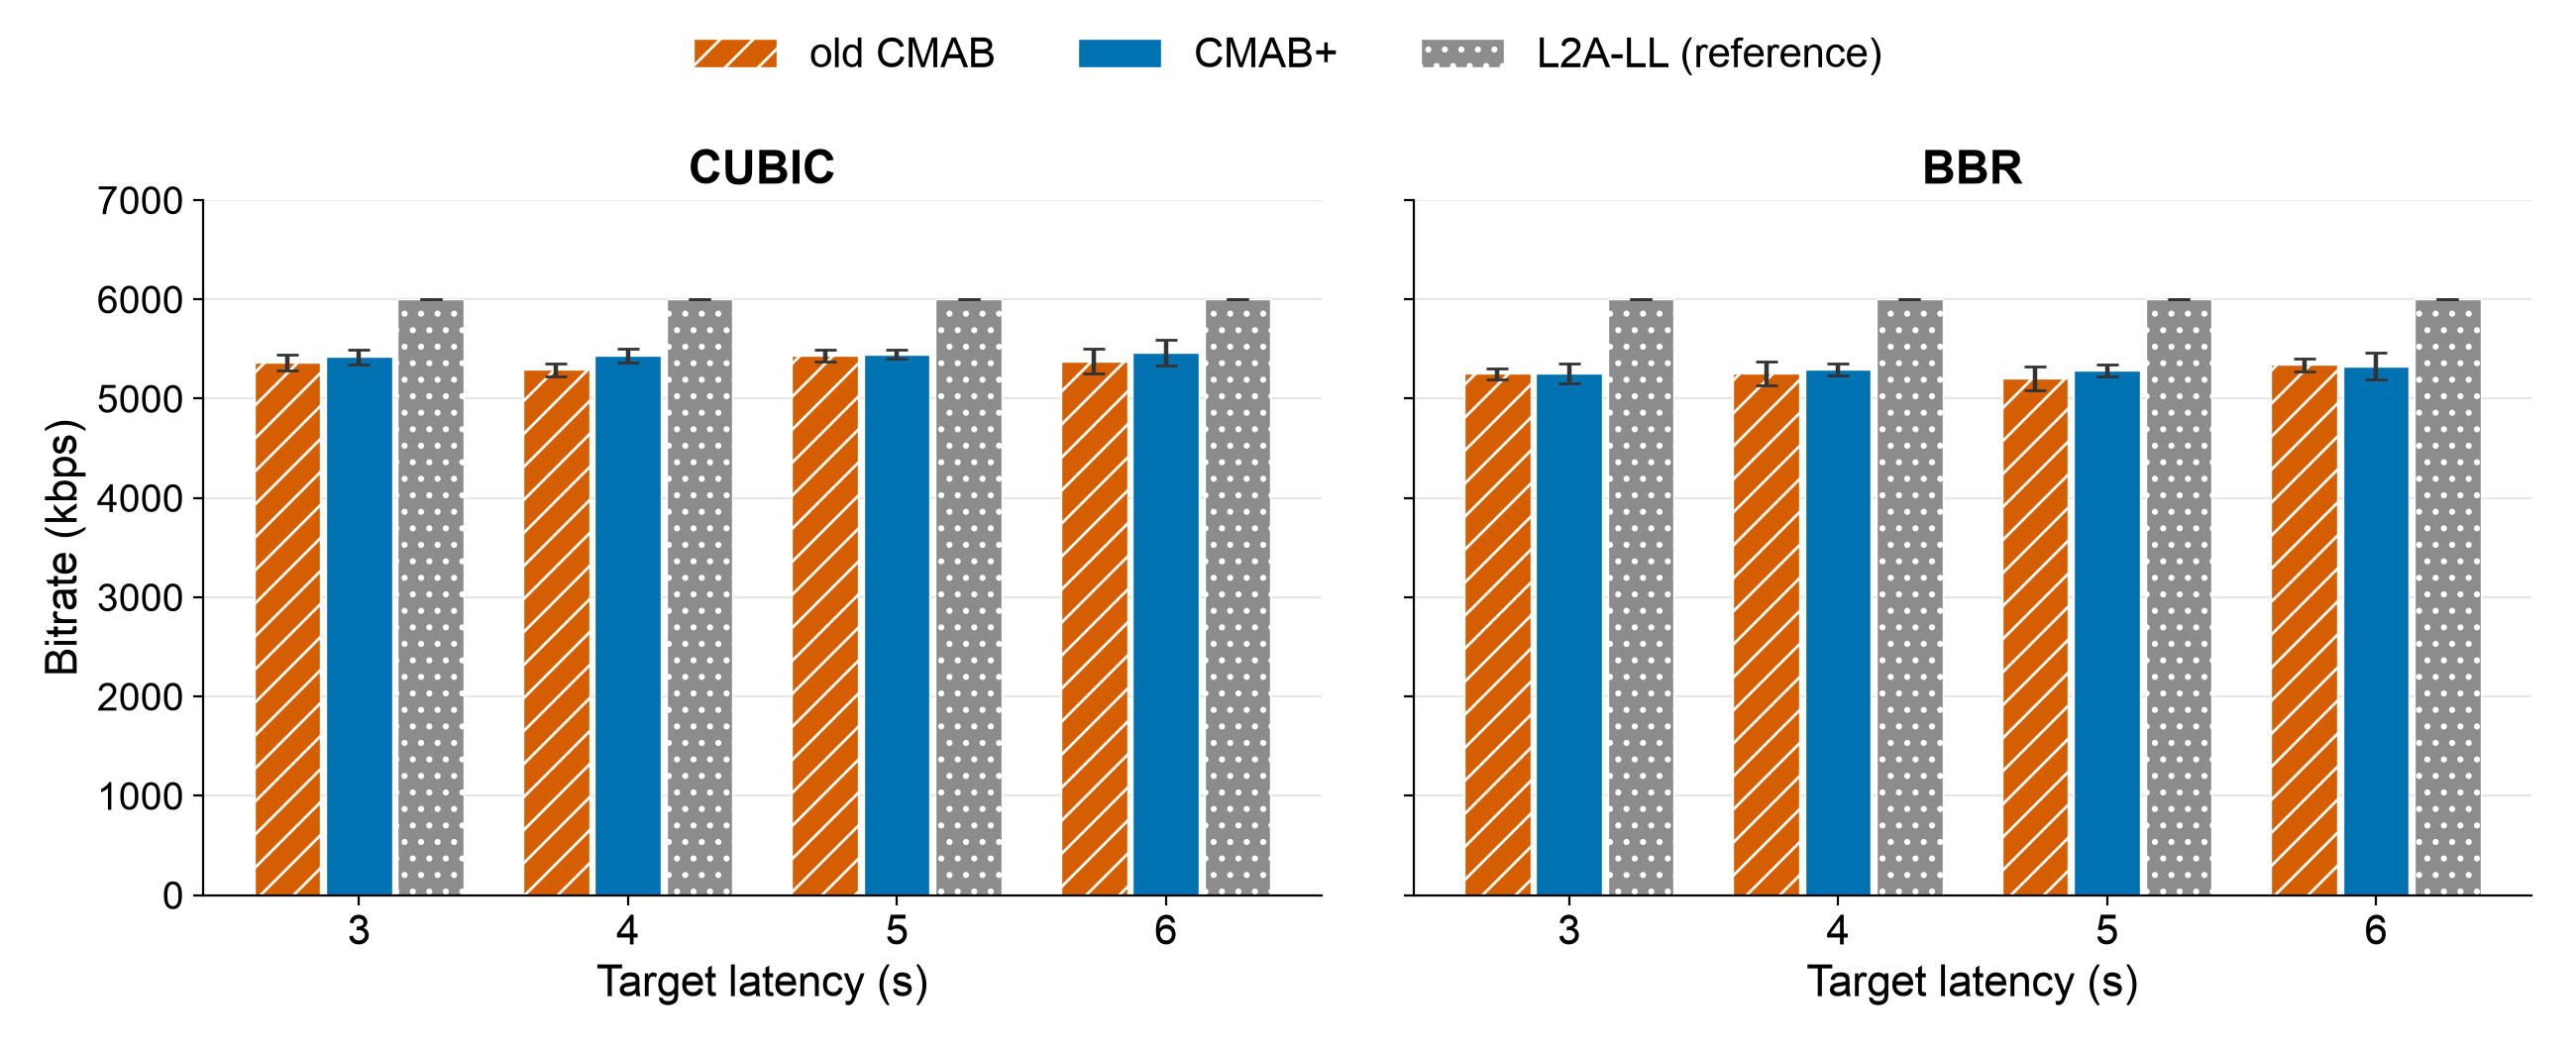 old CMAB CMAB+ L2A-LL (reference)
CUBIC BBR
7000
6000
5000
4000
3000
2000
1000
0
Bitrate (kbps)
3 4 5 6 3 4 5 6
Target latency (s) Target latency (s)